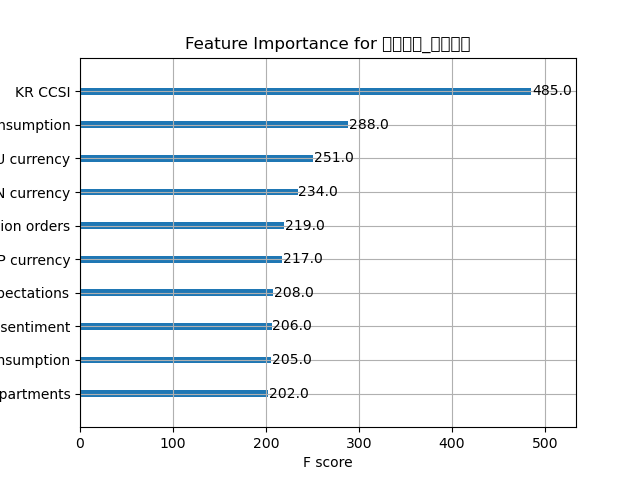 Feature Importance for □□□□_□□□□
KR CCSI
485.0
nsumption
288.0
U currency
251.0
N currency
234.0
ion orders
219.0
P currency
217.0
pectations
208.0
sentiment
206.0
nsumption
205.0
partments
202.0
0 100 200 300 400 500
F score